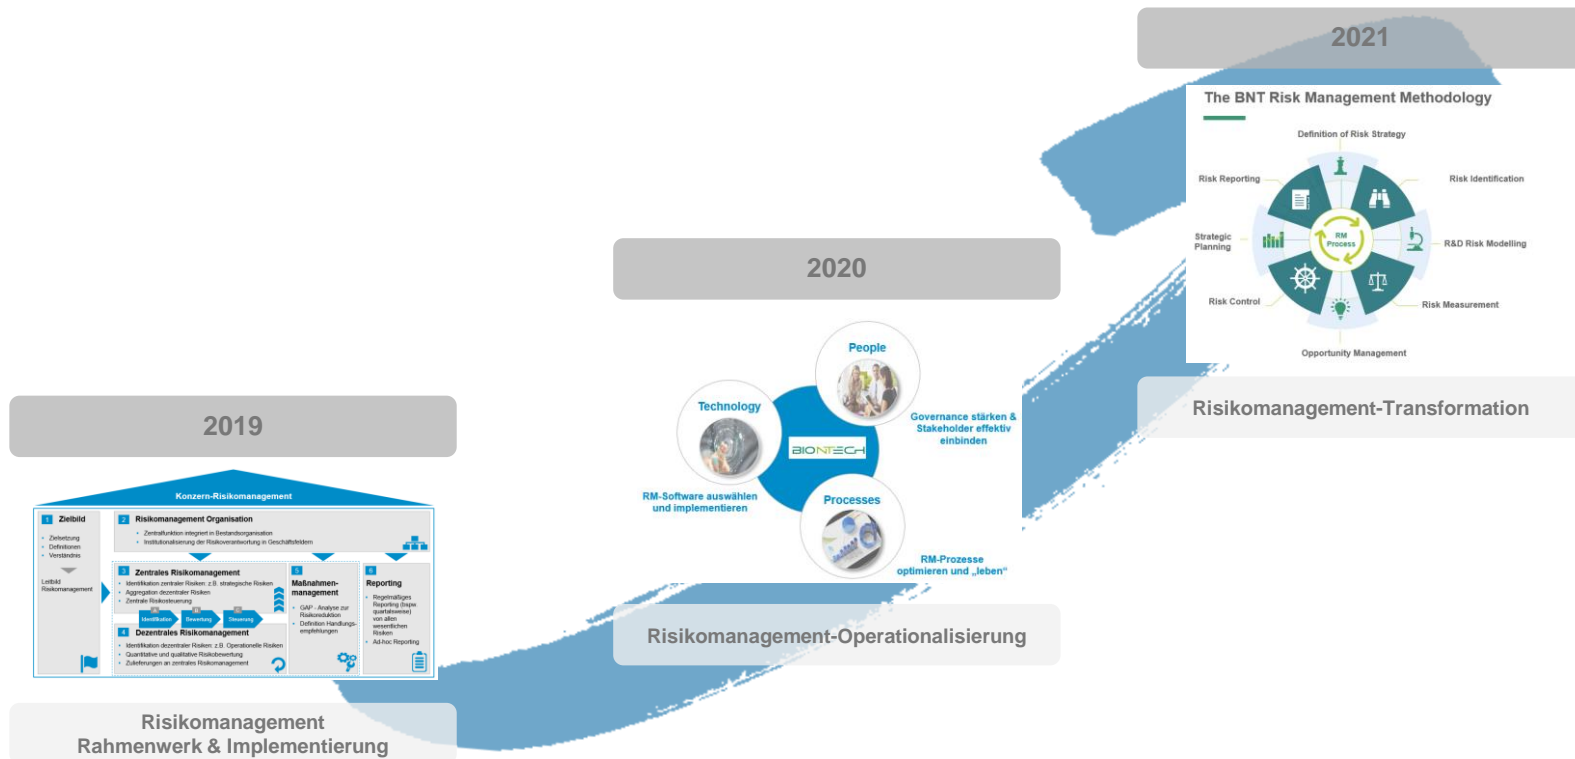 2019
Konzern-Risikomanagement
1 Zielbild
• Zielsetzung
• Definitionen
• Verständnis
Leitbild
Risikomanagement
2 Risikomanagement Organisation
• Zentralfunktion integriert in Bestandsorganisation
• Institutionalisierung der Risikoverantwortung in Geschäftsfeldern
3 Zentrales Risikomanagement
• Identifikation zentraler Risiken: z.B. strategische Risiken
• Aggregation dezentraler Risiken
• Zentrale Risikosteuerung
Identifikation
Bewertung
Steuerung
4 Dezentrales Risikomanagement
• Identifikation dezentraler Risiken: z.B. Operationelle Risiken
• Quantitative und qualitative Risikobewertung
• Zulieferungen an zentrales Risikomanagement
5
Maßnahmen-
management
• GAP - Analyse zur
Risikoreduktion
• Definition Handlungs-
empfehlungen
6
Reporting
• Regelmäßiges
Reporting (bspw.
quartalsweise)
von allen
wesentlichen
Risiken
• Ad-hoc Reporting
Risikomanagement
Rahmenwerk & Implementierung
2020
People
Technology
Governance stärken &
Stakeholder effektiv
einbinden
BIONTECH
RM-Software auswählen
und implementieren
Processes
RM-Prozesse
optimieren und „leben“
Risikomanagement-Operationalisierung
2021
The BNT Risk Management Methodology
Definition of Risk Strategy
Risk Reporting
Risk Identification
Strategic
Planning
RM
Process
R&D Risk Modelling
Risk Control
Risk Measurement
Opportunity Management
Risikomanagement-Transformation